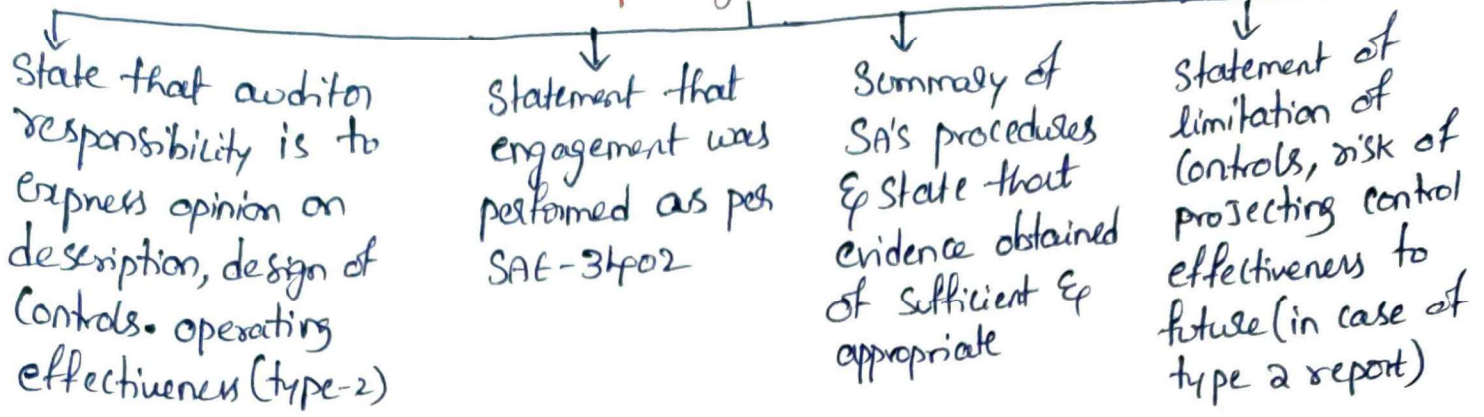 State that auditor
responsibility is to
express opinion on
description, design of
Controls. operating
effectiveness (type-2)
Statement that
engagement was
performed as per
SAE-3402
Summary of
SA's procedures
& state that
evidence obtained
of sufficient &
appropriate
Statement of
limitation of
Controls, risk of
projecting control
effectiveness to
future (in case of
type 2 report)